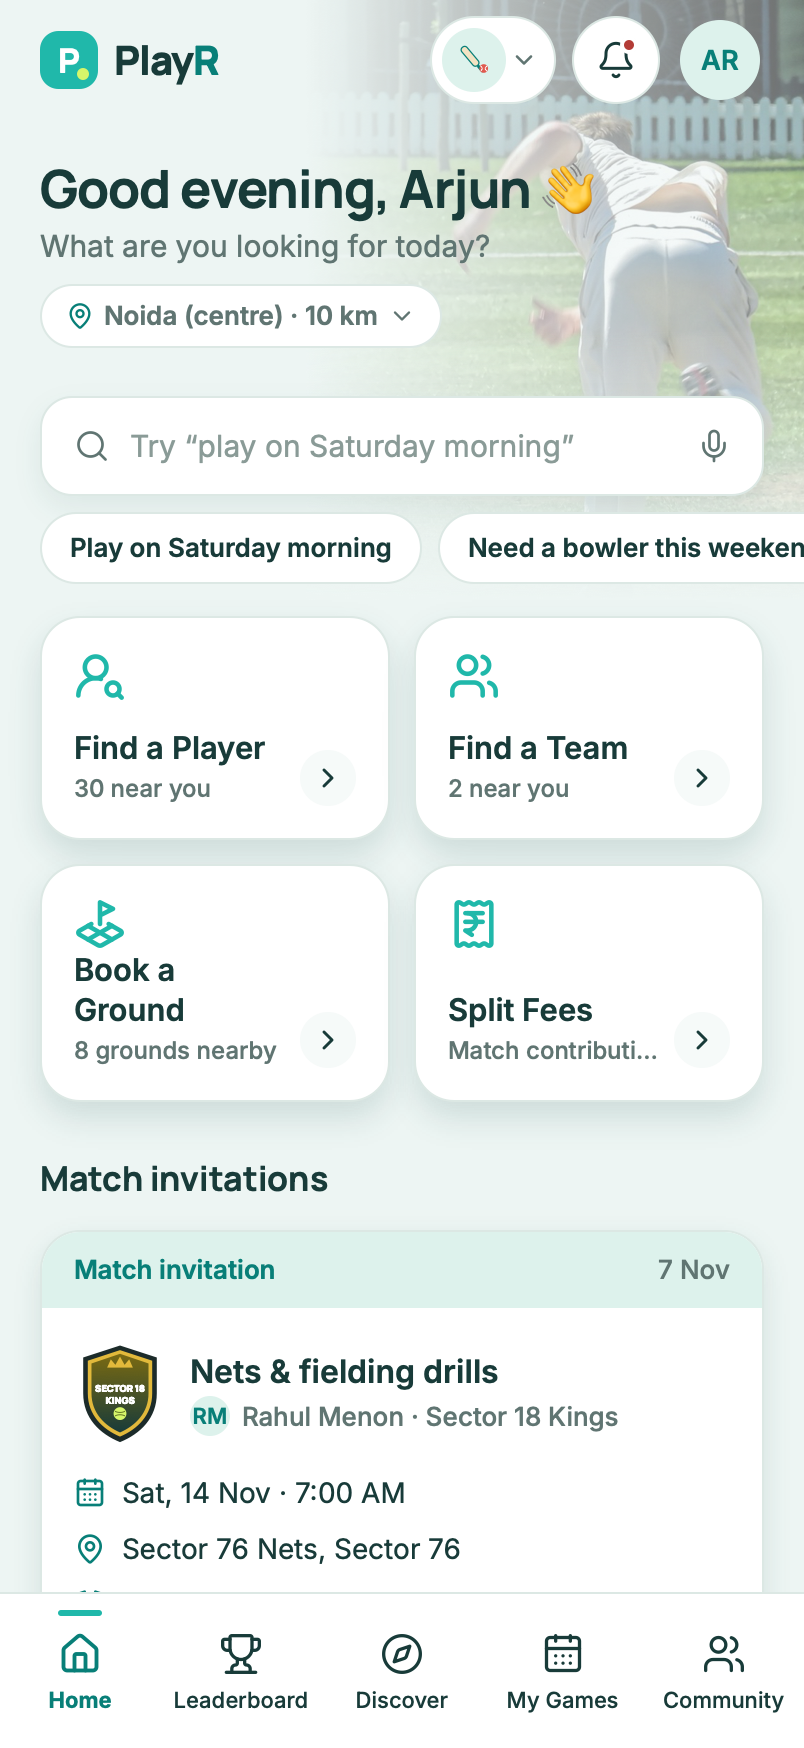 P.
PlayR
AR
Good evening, Arjun 👋
What are you looking for today?
Noida (centre) · 10 km
Try “play on Saturday morning”
Play on Saturday morning
Need a bowler this weeken
Find a Player
30 near you
Find a Team
2 near you
Book a
Ground
8 grounds nearby
Split Fees
Match contributi...
Match invitations
Match invitation
7 Nov
SECTOR 18
KINGS
Nets & fielding drills
RM Rahul Menon · Sector 18 Kings
Sat, 14 Nov · 7:00 AM
Sector 76 Nets, Sector 76
Home
Leaderboard
Discover
My Games
Community